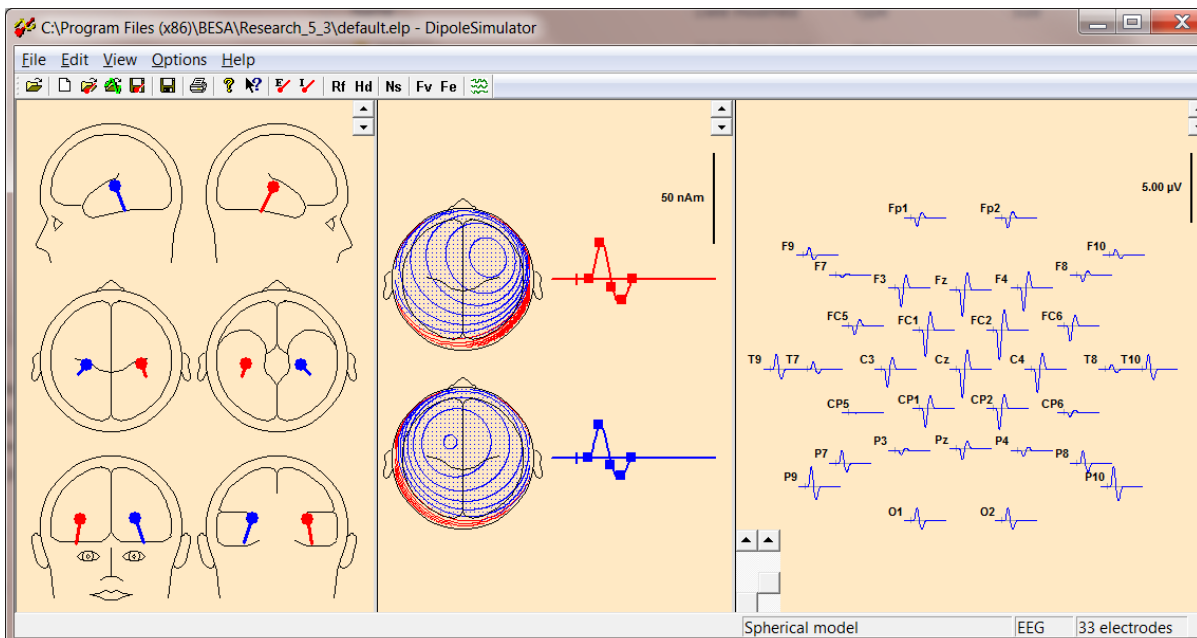 C:\Program Files (x86)\BESA\Research_5_3\default.elp - DipoleSimulator
File Edit View Options Help
Rf Hd Ns Fv Fe
50 nAm
5.00 µV
Fp1 Fp2
F9 F10
F7 F8
F3 Fz F4
FC5 FC1 FC2 FC6
T9 T7 C3 Cz C4 T8 T10
CP5 CP1 CP2 CP6
P3 Pz P4
P7 P8
P9 P10
O1 O2
Spherical model EEG 33 electrodes